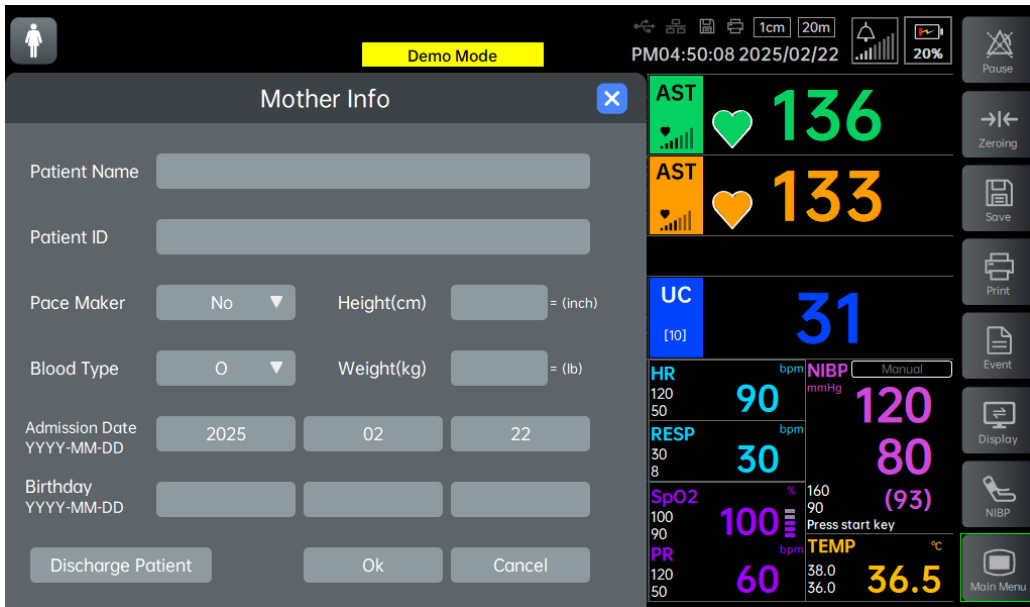 1cm 20m
Demo Mode
PM04:50:08 2025/02/22
20%
Pause
Mother Info
Patient Name
Patient ID
Pace Maker No Height(cm) = (inch)
Blood Type O Weight(kg) = (lb)
Admission Date
YYYY-MM-DD
2025 02 22
Birthday
YYYY-MM-DD
Discharge Patient Ok Cancel
AST
136
AST
133
UC
[10]
31
HR bpm
120
50
90
RESP bpm
30
8
30
SpO2 %
100
90
100
PR bpm
120
50
60
NIBP Manual
mmHg
120
80
160
90
(93)
Press start key
TEMP °C
38.0
36.0
36.5
Zeroing
Save
Print
Event
Display
NIBP
Main Menu